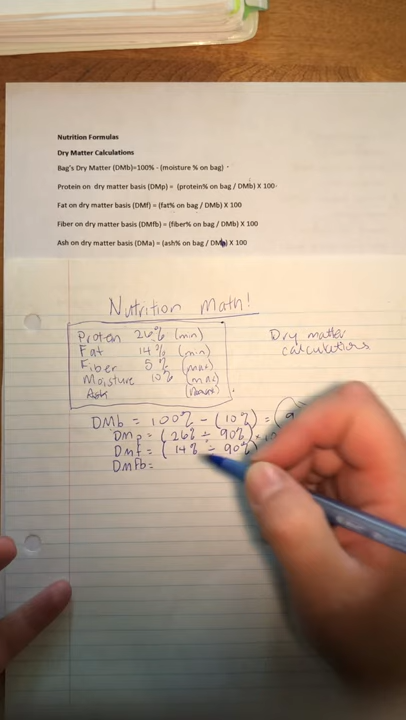 Nutrition Formulas
Dry Matter Calculations
Bag's Dry Matter (DMb)=100% - (moisture % on bag)
Protein on dry matter basis (DMp) = (protein% on bag / DMb) X 100
Fat on dry matter basis (DMf) = (fat% on bag / DMb) X 100
Fiber on dry matter basis (DMfb) = (fiber% on bag / DMb) X 100
Ash on dry matter basis (DMa) = (ash% on bag / DMb) X 100
Nutrition Math!
Protein 26% (min)
Fat 14% (min)
Fiber 5% (max)
Moisture 10% (max)
Ash
Dry matter
calculations
DMb = 100% - (10%) = (9
DMp = (26% ÷ 90%) x
DMf = (14% ÷ 90%)
DMFb=